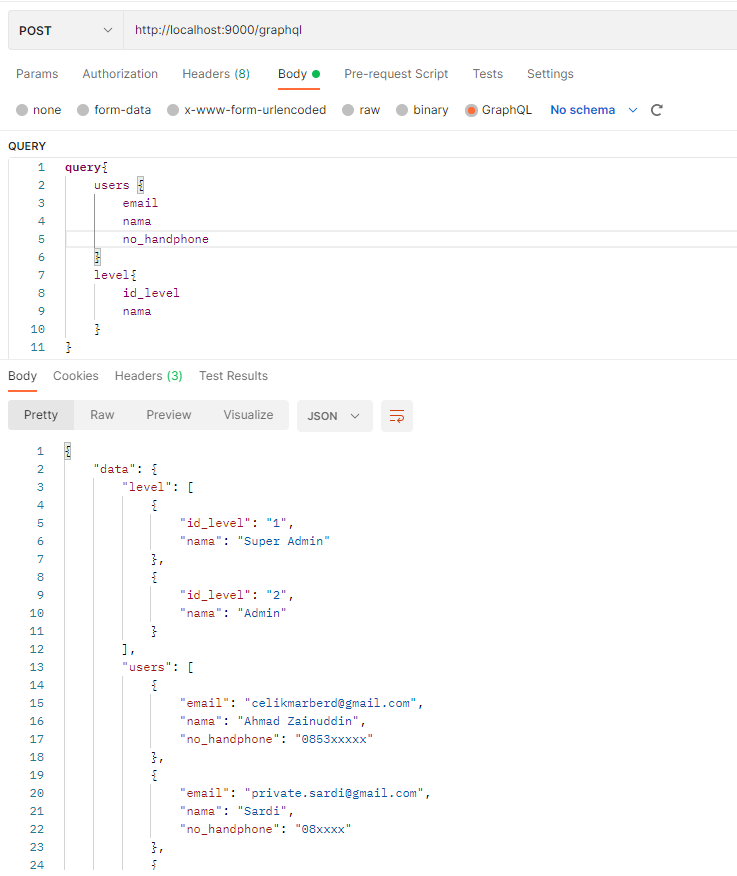 POST http://localhost:9000/graphql
Params Authorization Headers (8) Body Pre-request Script Tests Settings
none form-data x-www-form-urlencoded raw binary GraphQL No schema
QUERY
1 query{
2 users {
3 email
4 nama
5 no_handphone
6 }
7 level{
8 id_level
9 nama
10 }
11 }
Body Cookies Headers (3) Test Results
Pretty Raw Preview Visualize JSON
1 {
2 "data": {
3 "level": [
4 {
5 "id_level": "1",
6 "nama": "Super Admin"
7 },
8 {
9 "id_level": "2",
10 "nama": "Admin"
11 }
12 ],
13 "users": [
14 {
15 "email": "celikmarberd@gmail.com",
16 "nama": "Ahmad Zainuddin",
17 "no_handphone": "0853xxxxx"
18 },
19 {
20 "email": "private.sardi@gmail.com",
21 "nama": "Sardi",
22 "no_handphone": "08xxxx"
23 },
24 {